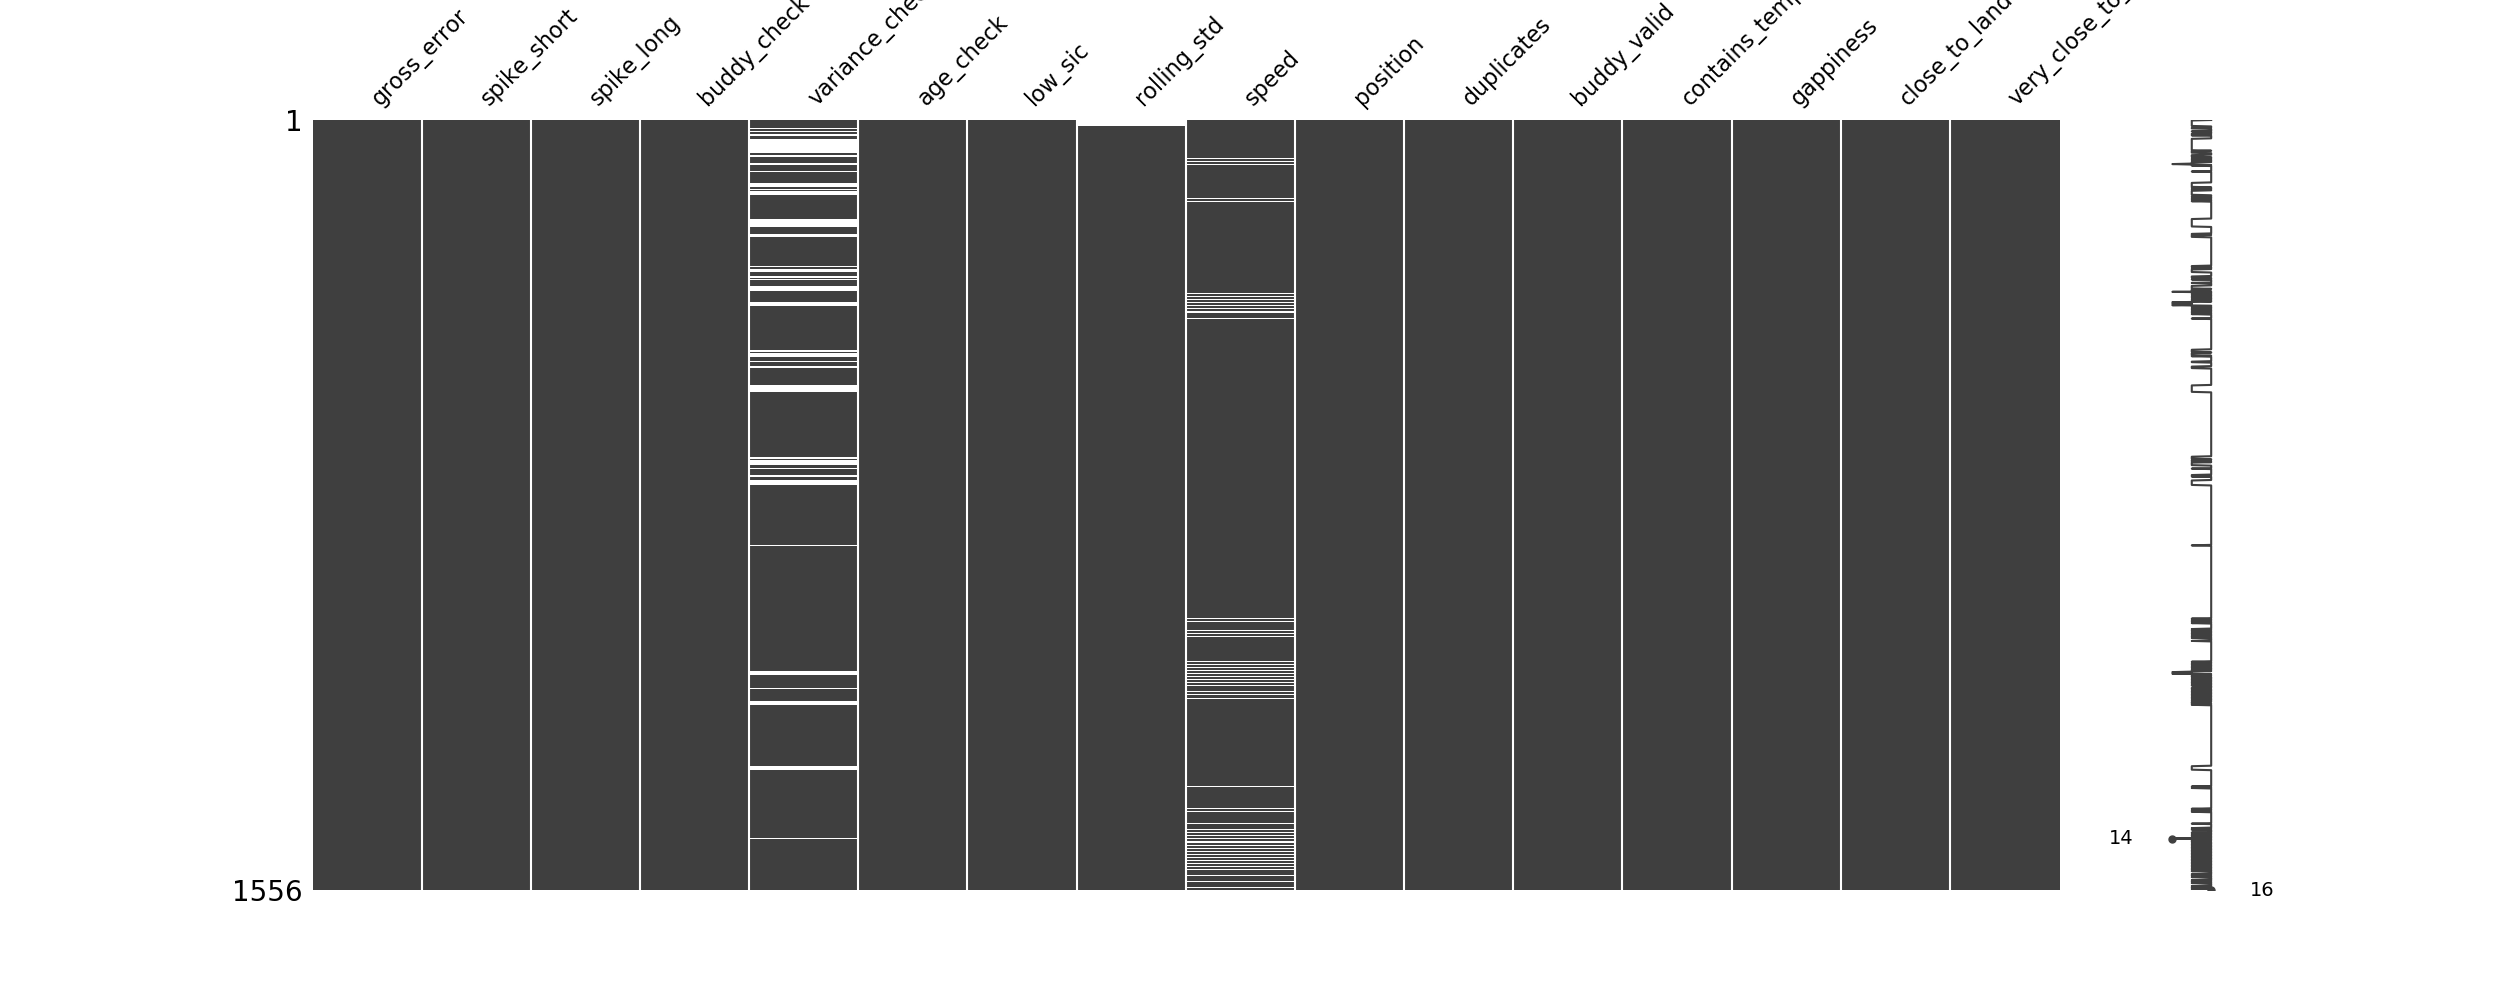 gross_error
spike_short
spike_long
buddy_check
age_check
low_sic
rolling_std
speed
position
duplicates
buddy_valid
gappiness
close_to_land
1
1556
14
16